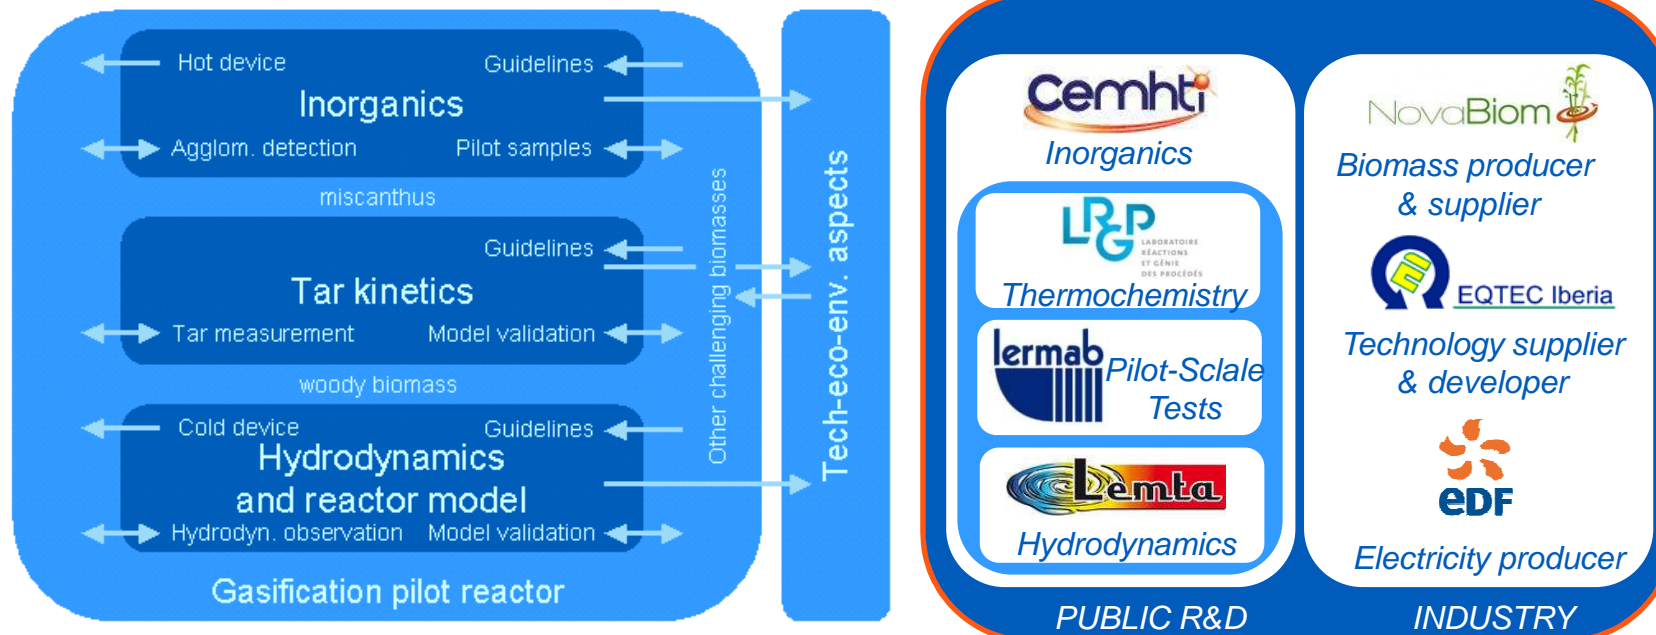 Hot device
Guidelines
Inorganics
Agglom. detection
Pilot samples
miscanthus
Guidelines
Tar kinetics
Tar measurement
Model validation
woody biomass
Cold device
Guidelines
Hydrodynamics
and reactor model
Hydrodyn. observation
Model validation
Gasification pilot reactor
Other challenging biomasses
Tech-eco-env. aspects
Cemhti
Inorganics
LRGP
LABORATOIRE
RÉACTIONS
ET GÉNIE
DES PROCÉDÉS
Thermochemistry
lermab
Pilot-Sclale
Tests
Lemta
Hydrodynamics
PUBLIC R&D
NovaBiom
Biomass producer
& supplier
EQTEC Iberia
Technology supplier
& developer
eDF
Electricity producer
INDUSTRY